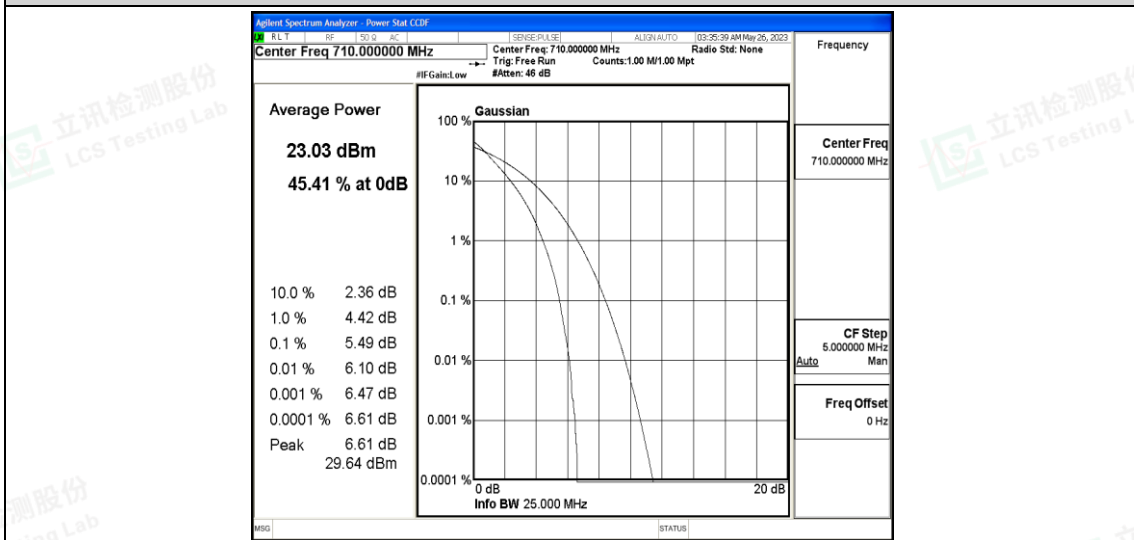 Agilent Spectrum Analyzer - Power Stat CCDF
LXI R L T RF 50 Ω AC SENSE:PULSE ALIGN AUTO 03:35:39 AM May 26, 2023
Center Freq 710.000000 MHz
Center Freq: 710.000000 MHz
Radio Std: None
Trig: Free Run
Counts:1.00 M/1.00 Mpt
#IFGain:Low
#Atten: 46 dB
Frequency
Average Power
23.03 dBm
45.41 % at 0dB
10.0 % 2.36 dB
1.0 % 4.42 dB
0.1 % 5.49 dB
0.01 % 6.10 dB
0.001 % 6.47 dB
0.0001 % 6.61 dB
Peak 6.61 dB
29.64 dBm
Gaussian
100 %
10 %
1 %
0.1 %
0.01 %
0.001 %
0.0001 %
0 dB
20 dB
Info BW 25.000 MHz
Center Freq
710.000000 MHz
CF Step
5.000000 MHz
Auto Man
Freq Offset
0 Hz
MSG
STATUS
立讯检测股份
LCS Testing Lab
立讯检测股份
LCS Testing L
测股份
ng Lab
立